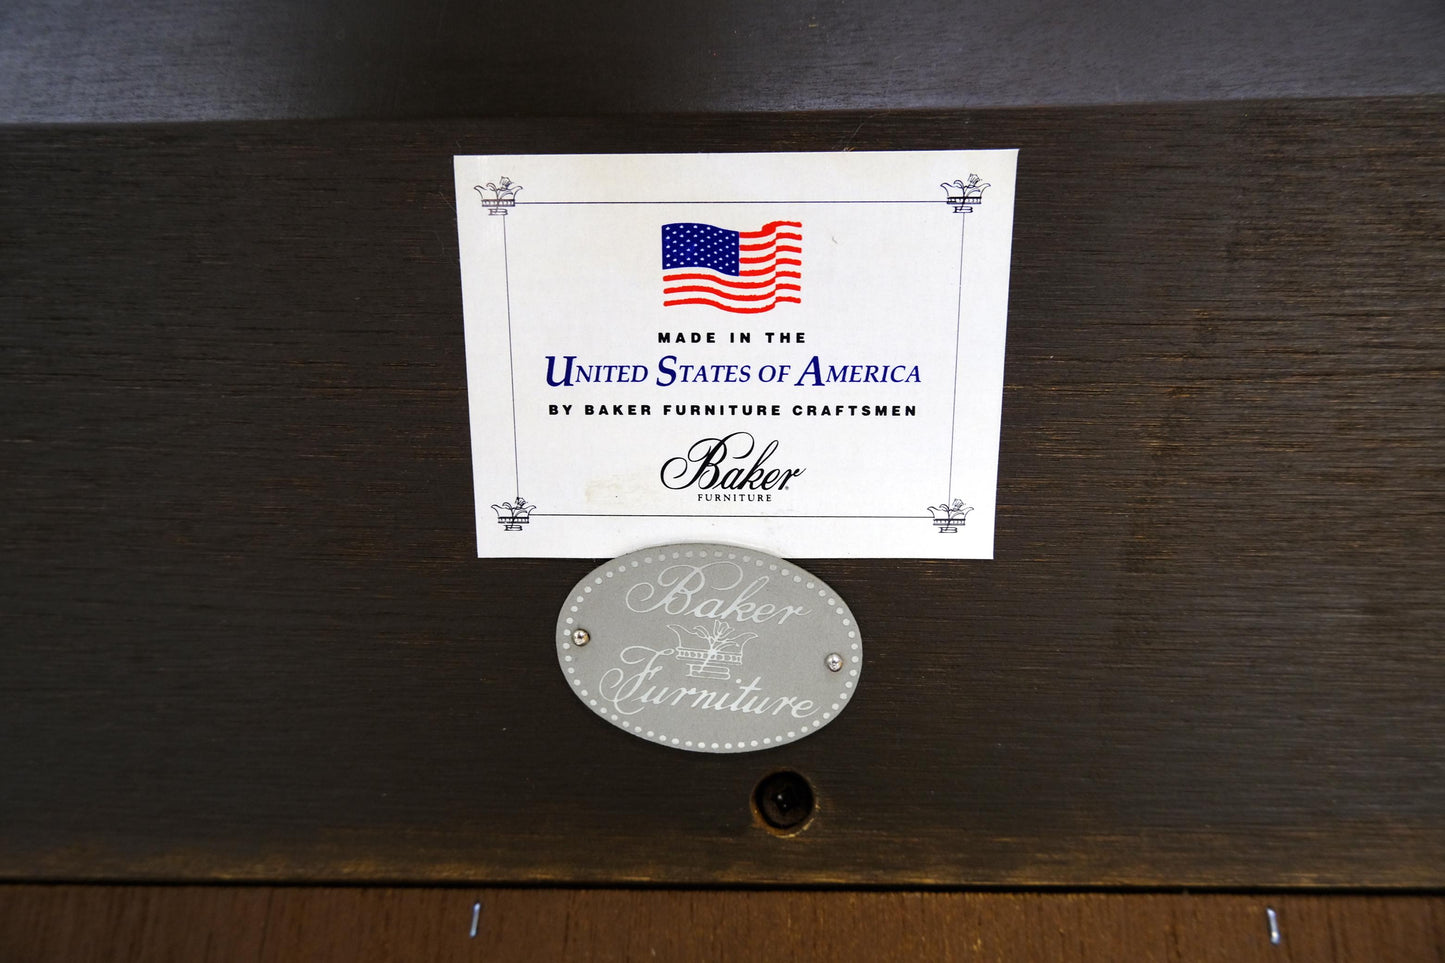 MADE IN THE
UNITED STATES OF AMERICA
BY BAKER FURNITURE CRAFTSMEN
Baker
FURNITURE
Baker
B
Furniture